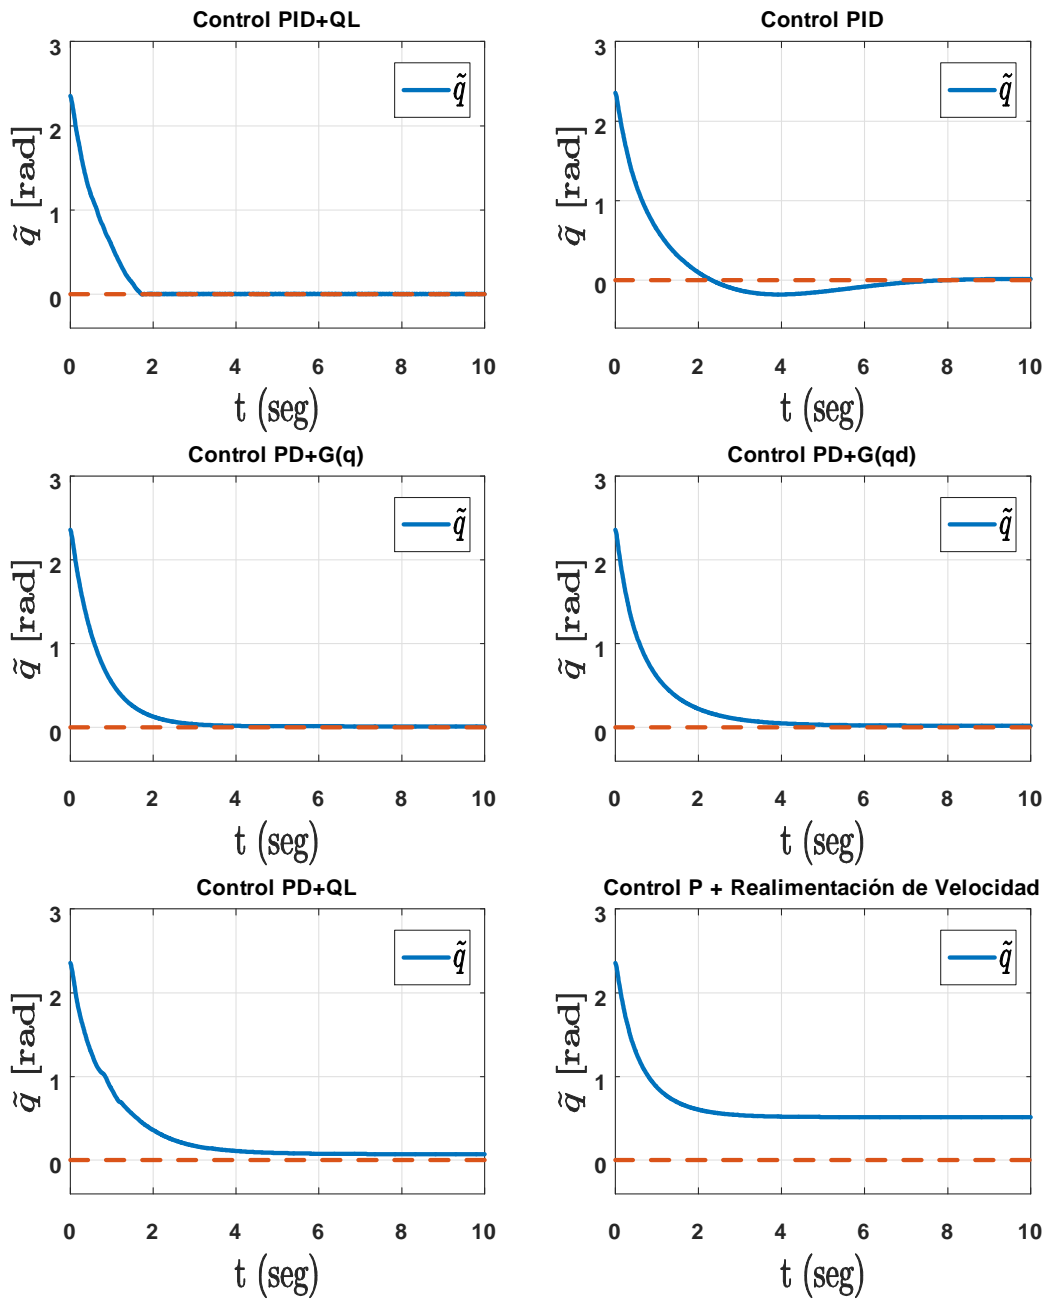 Control PID+QL
3
2
1
0
q̃ [rad]
q̃
0 2 4 6 8 10
t (seg)
Control PID
3
2
1
0
q̃ [rad]
q̃
0 2 4 6 8 10
t (seg)
Control PD+G(q)
3
2
1
0
q̃ [rad]
q̃
0 2 4 6 8 10
t (seg)
Control PD+G(qd)
3
2
1
0
q̃ [rad]
q̃
0 2 4 6 8 10
t (seg)
Control PD+QL
3
2
1
0
q̃ [rad]
q̃
0 2 4 6 8 10
t (seg)
Control P + Realimentación de Velocidad
3
2
1
0
q̃ [rad]
q̃
0 2 4 6 8 10
t (seg)